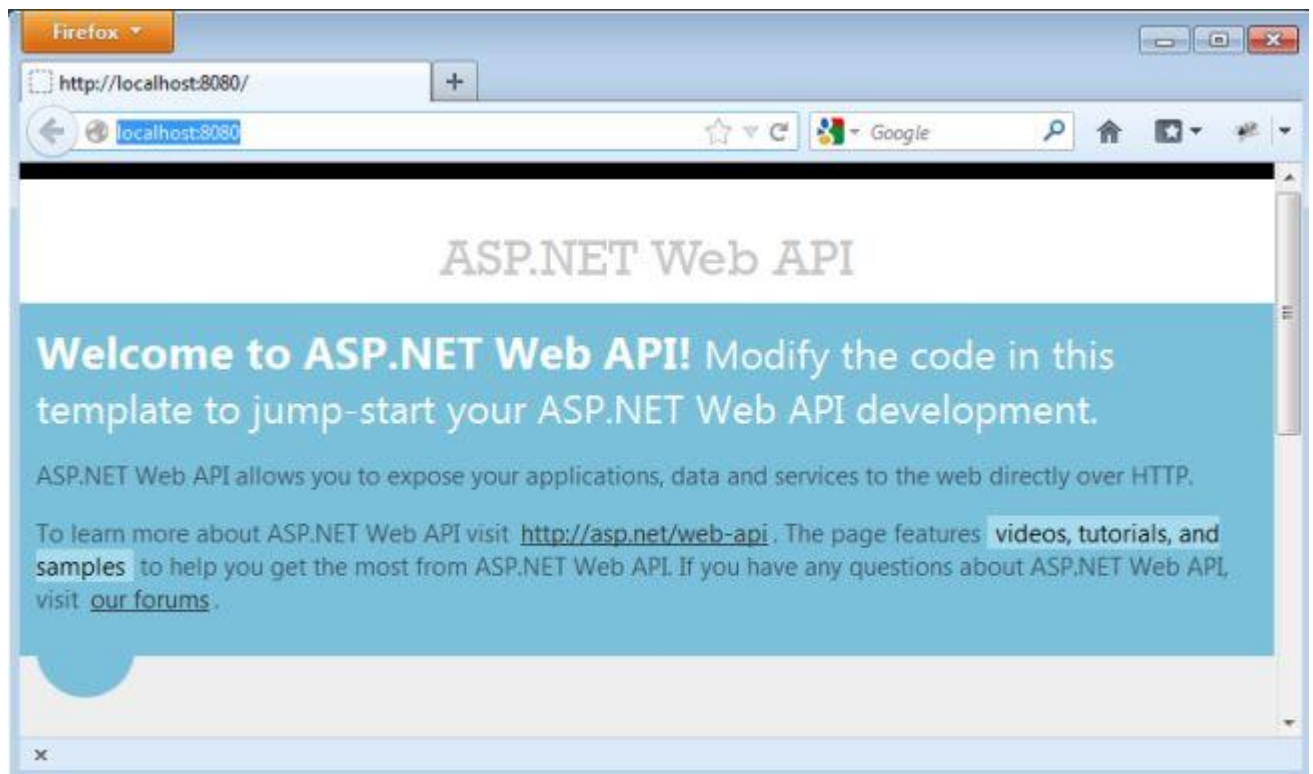 Firefox
http://localhost:8080/
localhost:8080
Google
ASP.NET Web API
Welcome to ASP.NET Web API! Modify the code in this
template to jump-start your ASP.NET Web API development.
ASP.NET Web API allows you to expose your applications, data and services to the web directly over HTTP.
To learn more about ASP.NET Web API visit http://asp.net/web-api . The page features videos, tutorials, and
samples to help you get the most from ASP.NET Web API. If you have any questions about ASP.NET Web API,
visit our forums .